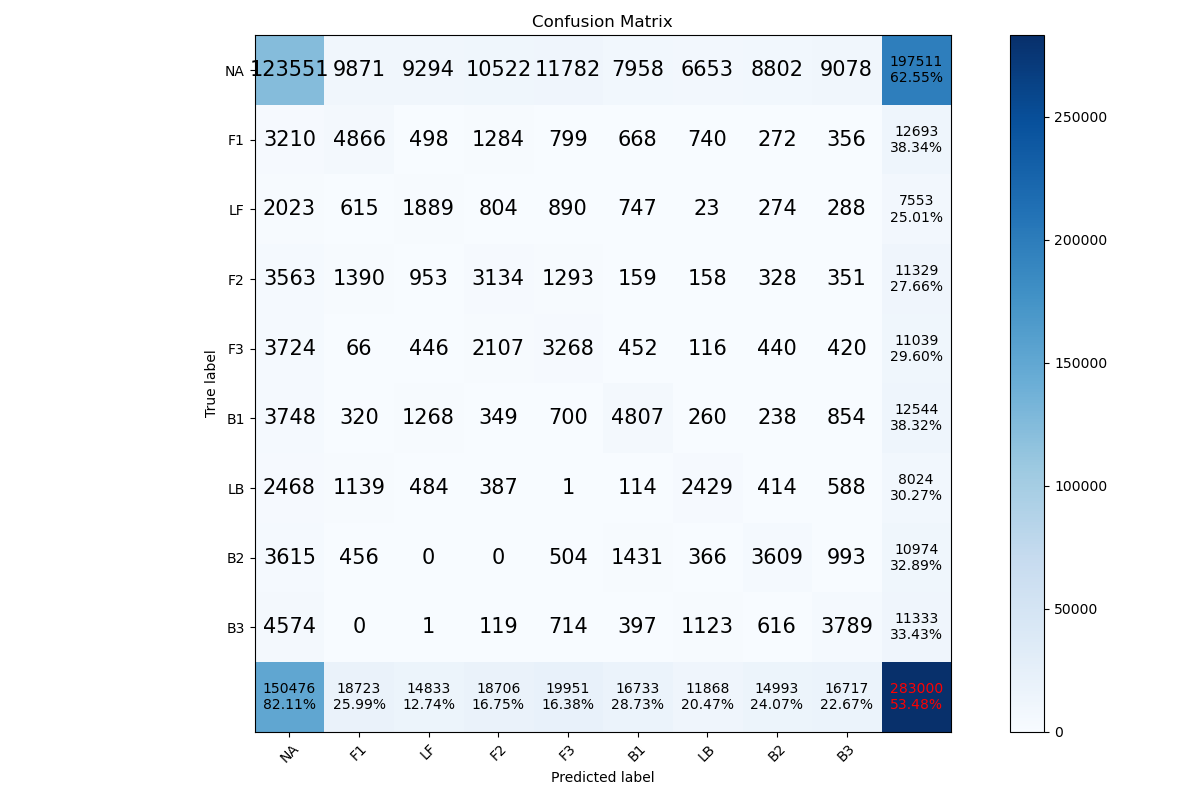 Confusion Matrix
NA 123551 9871 9294 10522 11782 7958 6653 8802 9078 197511 62.55%
F1 3210 4866 498 1284 799 668 740 272 356 12693 38.34%
LF 2023 615 1889 804 890 747 23 274 288 7553 25.01%
F2 3563 1390 953 3134 1293 159 158 328 351 11329 27.66%
F3 3724 66 446 2107 3268 452 116 440 420 11039 29.60%
B1 3748 320 1268 349 700 4807 260 238 854 12544 38.32%
LB 2468 1139 484 387 1 114 2429 414 588 8024 30.27%
B2 3615 456 0 0 504 1431 366 3609 993 10974 32.89%
B3 4574 0 1 119 714 397 1123 616 3789 11333 33.43%
150476 18723 14833 18706 19951 16733 11868 14993 16717 283000
82.11% 25.99% 12.74% 16.75% 16.38% 28.73% 20.47% 24.07% 22.67% 53.48%
NA F1 LF F2 F3 B1 LB B2 B3
Predicted label
True label
250000
200000
150000
100000
50000
0